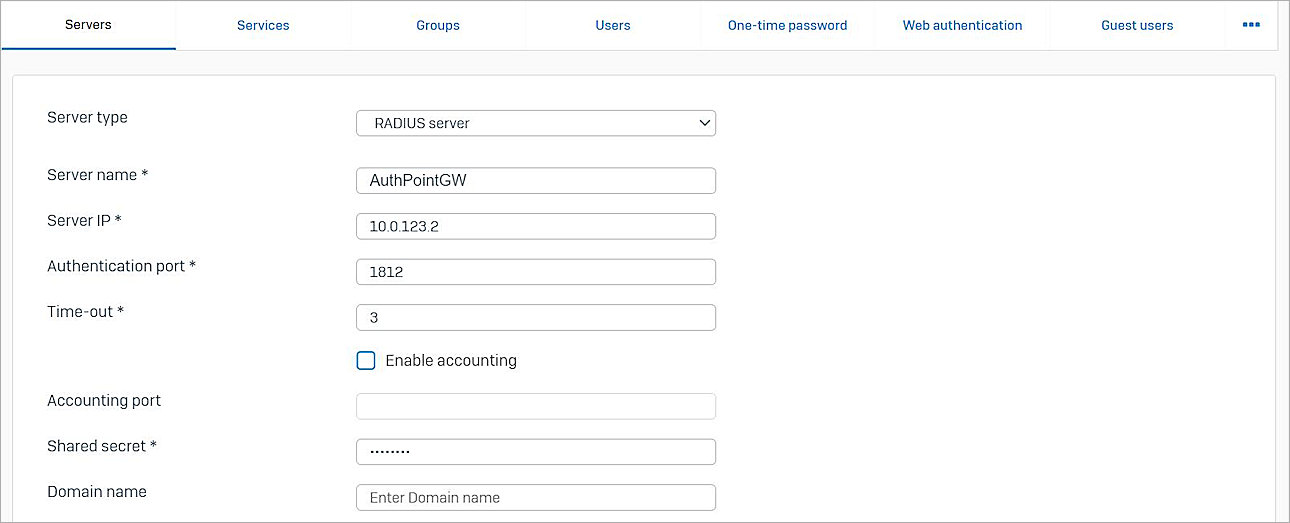 Servers Services Groups Users One-time password Web authentication Guest users
Server type RADIUS server
Server name * AuthPointGW
Server IP * 10.0.123.2
Authentication port * 1812
Time-out * 3
Enable accounting
Accounting port
Shared secret * ••••••••
Domain name Enter Domain name